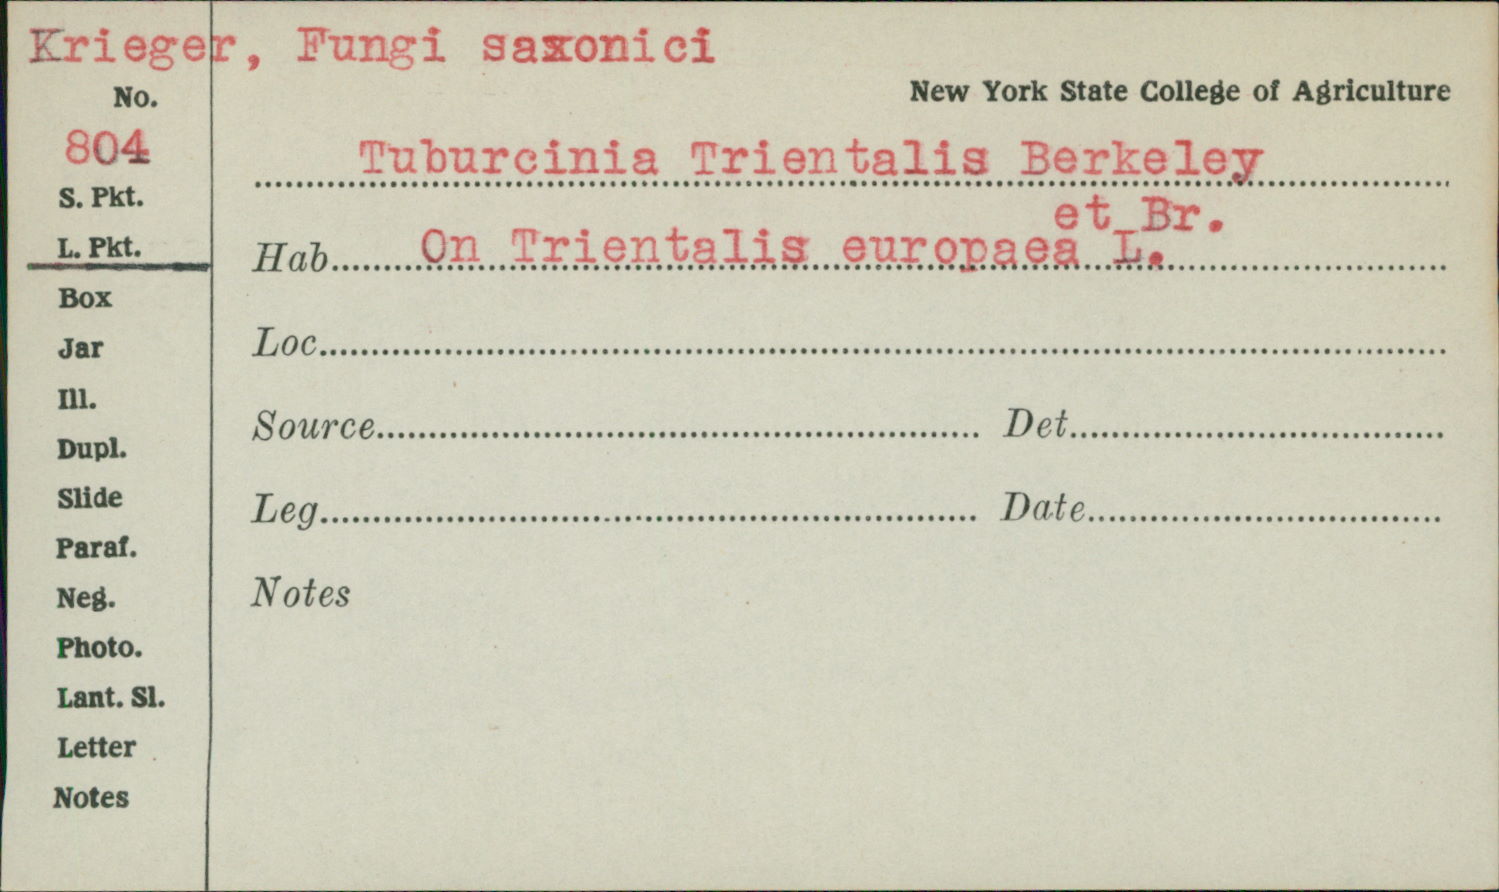 Krieger, Fungi saxonici
No.
New York State College of Agriculture
804
Tuburcinia Trientalis Berkeley
S. Pkt.
et Br.
L. Pkt.
Hab. On Trientalis europaea L.
Box
Jar
Loc.
Ill.
Dupl.
Source Det.
Slide
Leg. Date
Paraf.
Neg.
Notes
Photo.
Lant. Sl.
Letter
Notes